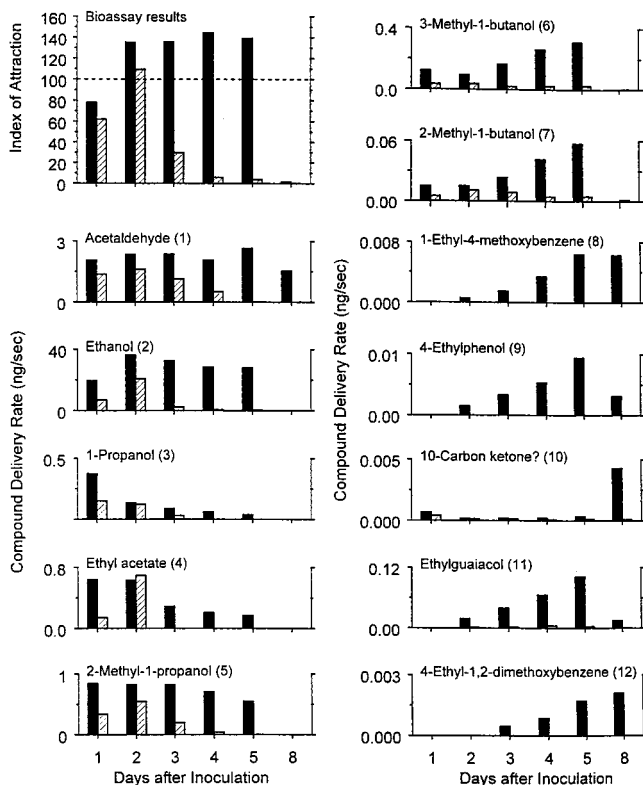 Bioassay results
160
140
120
100
80
60
40
20
0
Index of Attraction
1 2 3 4 5 8
Acetaldehyde (1)
3
0
Ethanol (2)
40
0
1-Propanol (3)
0.5
Ethyl acetate (4)
0.8
0.0
2-Methyl-1-propanol (5)
1
0
Compound Delivery Rate (ng/sec)
1 2 3 4 5 8
Days after Inoculation
3-Methyl-1-butanol (6)
0.4
0.0
2-Methyl-1-butanol (7)
0.06
0.00
1-Ethyl-4-methoxybenzene (8)
0.008
0.000
4-Ethylphenol (9)
0.01
0.00
10-Carbon ketone? (10)
0.005
0.000
Ethylguaiacol (11)
0.12
0.00
4-Ethyl-1,2-dimethoxybenzene (12)
0.003
0.000
Compound Delivery Rate (ng/sec)
1 2 3 4 5 8
Days after Inoculation